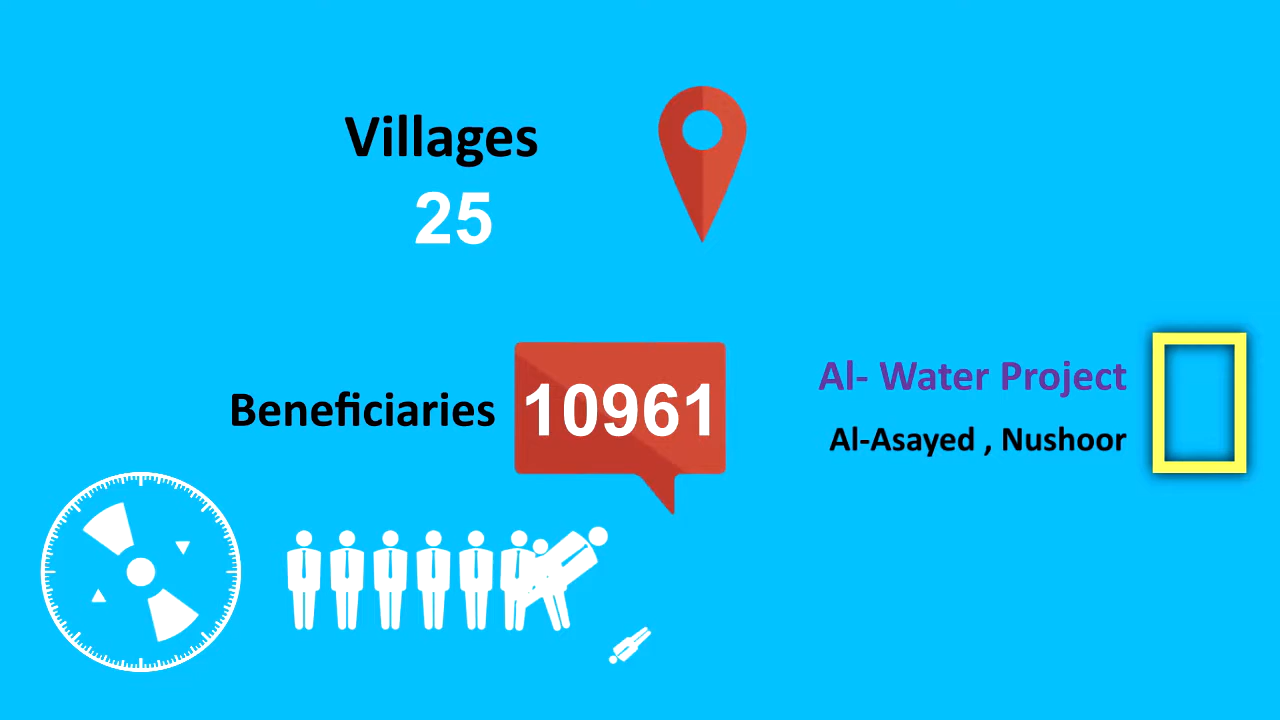 Villages
25
Beneficiaries
10961
Al- Water Project
Al-Asayed , Nushoor